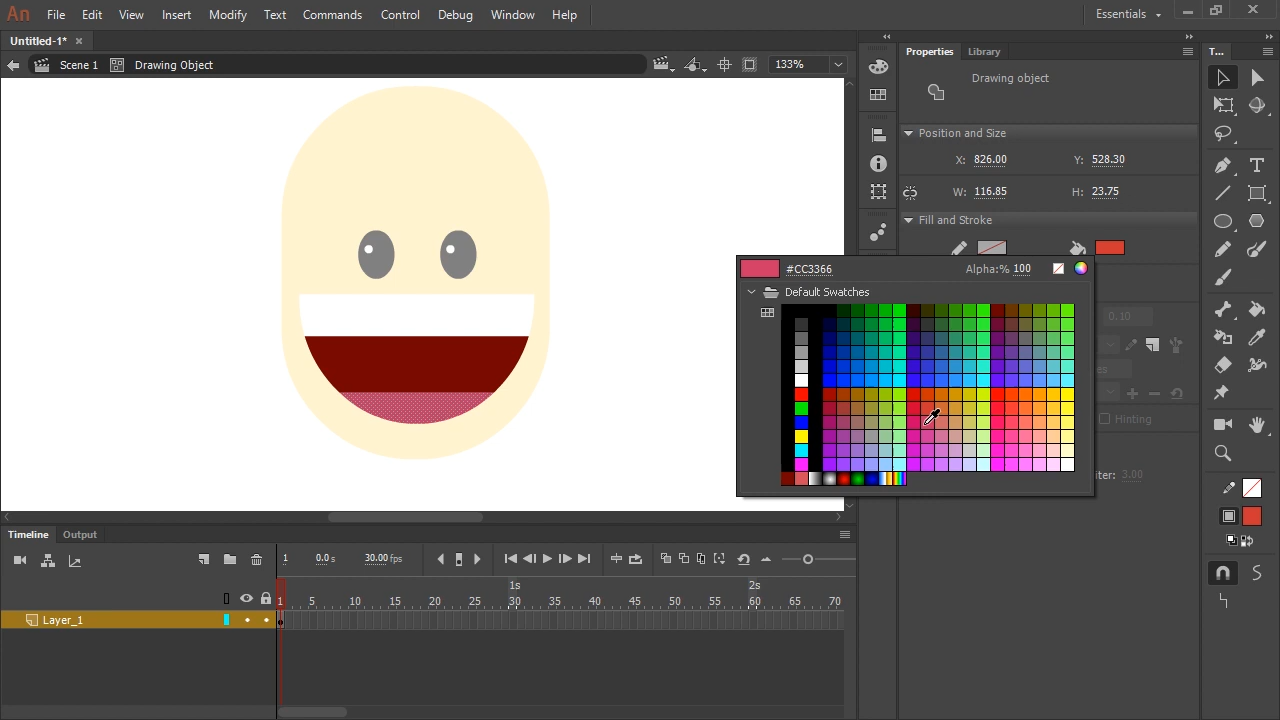 An File Edit View Insert Modify Text Commands Control Debug Window Help Essentials
Untitled-1*
Scene 1 Drawing Object 133%
Properties Library T...
Drawing object
Position and Size
X: 826.00 Y: 528.30
W: 116.85 H: 23.75
Fill and Stroke
#CC3366 Alpha:% 100
Default Swatches
0.10
es
Hinting
iter: 3.00
Timeline Output
1 0.0 s 30.00 fps
1s 2s
1 5 10 15 20 25 30 35 40 45 50 55 60 65 70
Layer_1